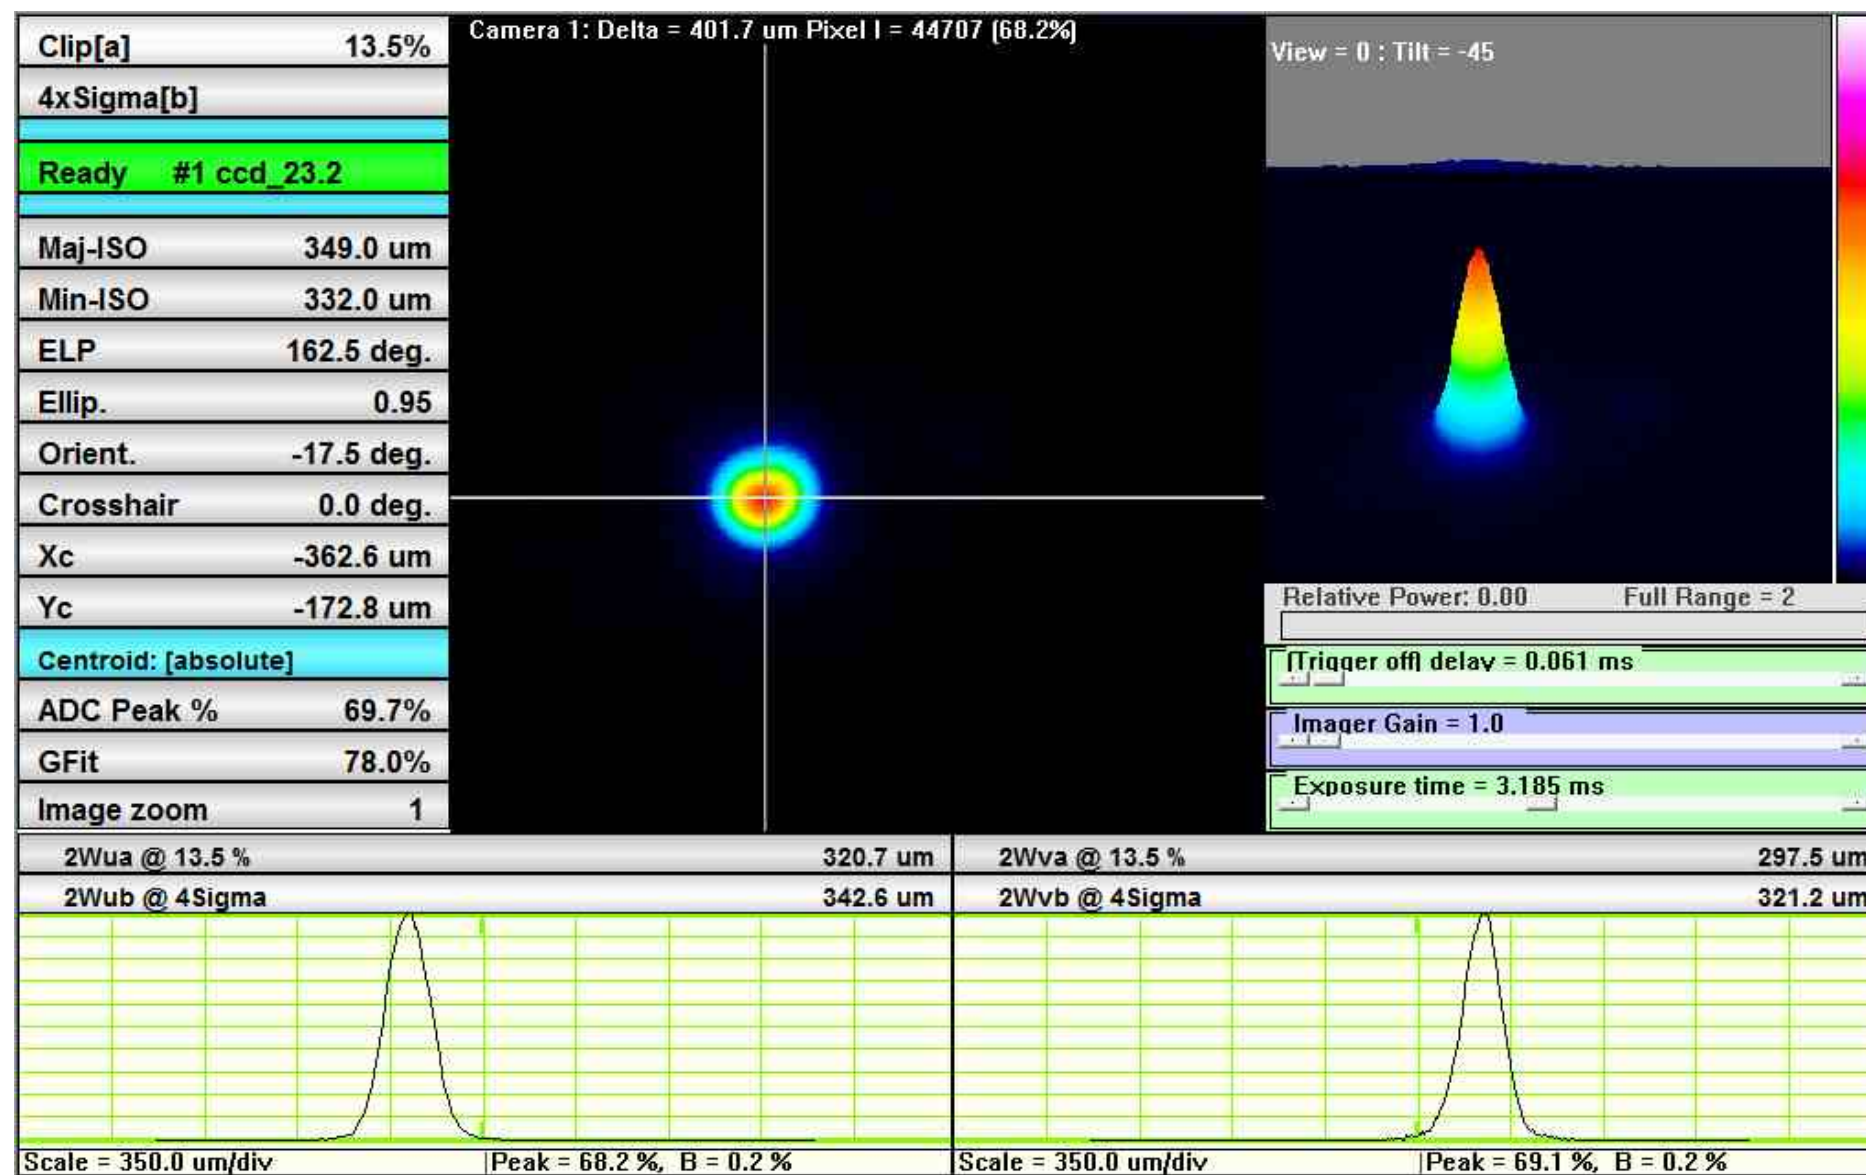 Clip[a] 13.5%
4xSigma[b]
Ready #1 ccd_23.2
Maj-ISO 349.0 um
Min-ISO 332.0 um
ELP 162.5 deg.
Ellip. 0.95
Orient. -17.5 deg.
Crosshair 0.0 deg.
Xc -362.6 um
Yc -172.8 um
Centroid: [absolute]
ADC Peak % 69.7%
GFit 78.0%
Image zoom 1
Camera 1: Delta = 401.7 um Pixel I = 44707 (68.2%)
View = 0 : Tilt = -45
Relative Power: 0.00 Full Range = 2
[Trigger off] delay = 0.061 ms
Imager Gain = 1.0
Exposure time = 3.185 ms
2Wua @ 13.5 % 320.7 um
2Wub @ 4Sigma 342.6 um
2Wva @ 13.5 % 297.5 um
2Wvb @ 4Sigma 321.2 um
Scale = 350.0 um/div Peak = 68.2 %, B = 0.2 %
Scale = 350.0 um/div Peak = 69.1 %, B = 0.2 %